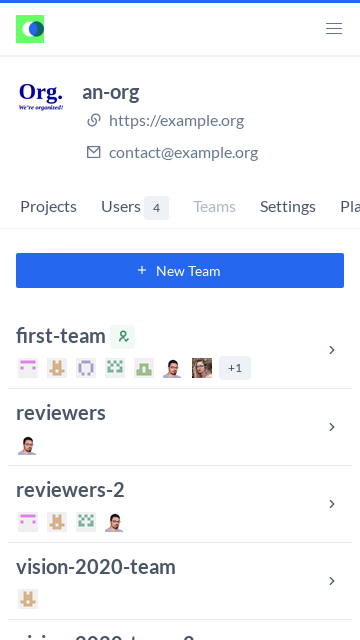 Org.
We're organized!
an-org
https://example.org
contact@example.org
Projects Users 4 Teams Settings Pla
+ New Team
first-team
+1
reviewers
reviewers-2
vision-2020-team